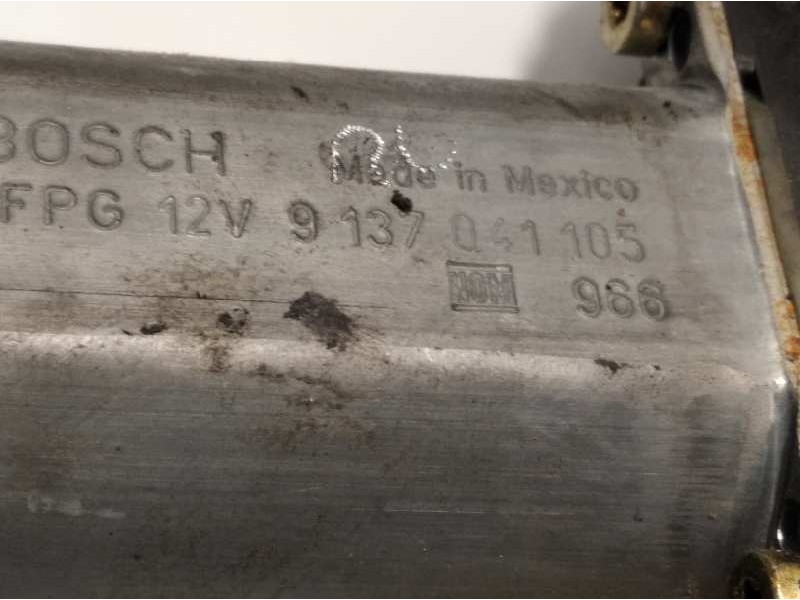 BOSCH
Made in Mexico
FPG 12V 9 137 041 105
NOM 966